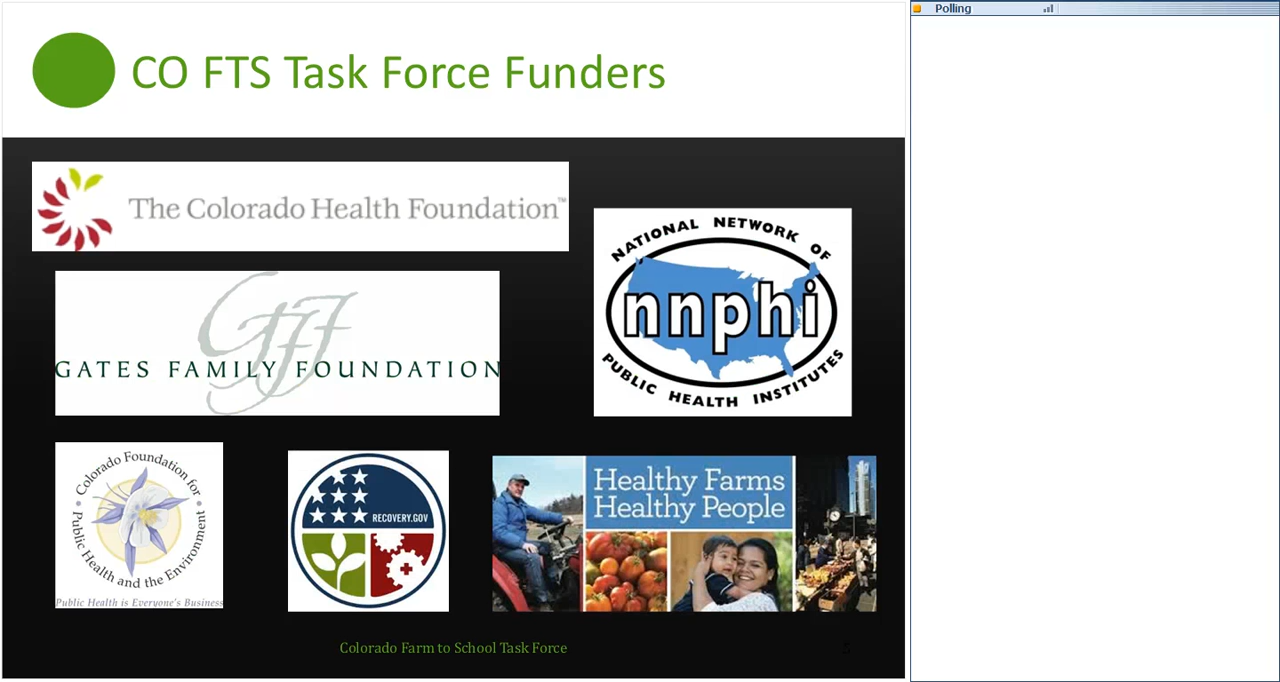 Polling
CO FTS Task Force Funders
The Colorado Health Foundation™
NATIONAL NETWORK OF
nnphi
PUBLIC HEALTH INSTITUTES
GFF
GATES FAMILY FOUNDATION
Colorado Foundation for
Public Health and the Environment
Public Health is Everyone's Business
RECOVERY.GOV
Healthy Farms
Healthy People
Colorado Farm to School Task Force
5